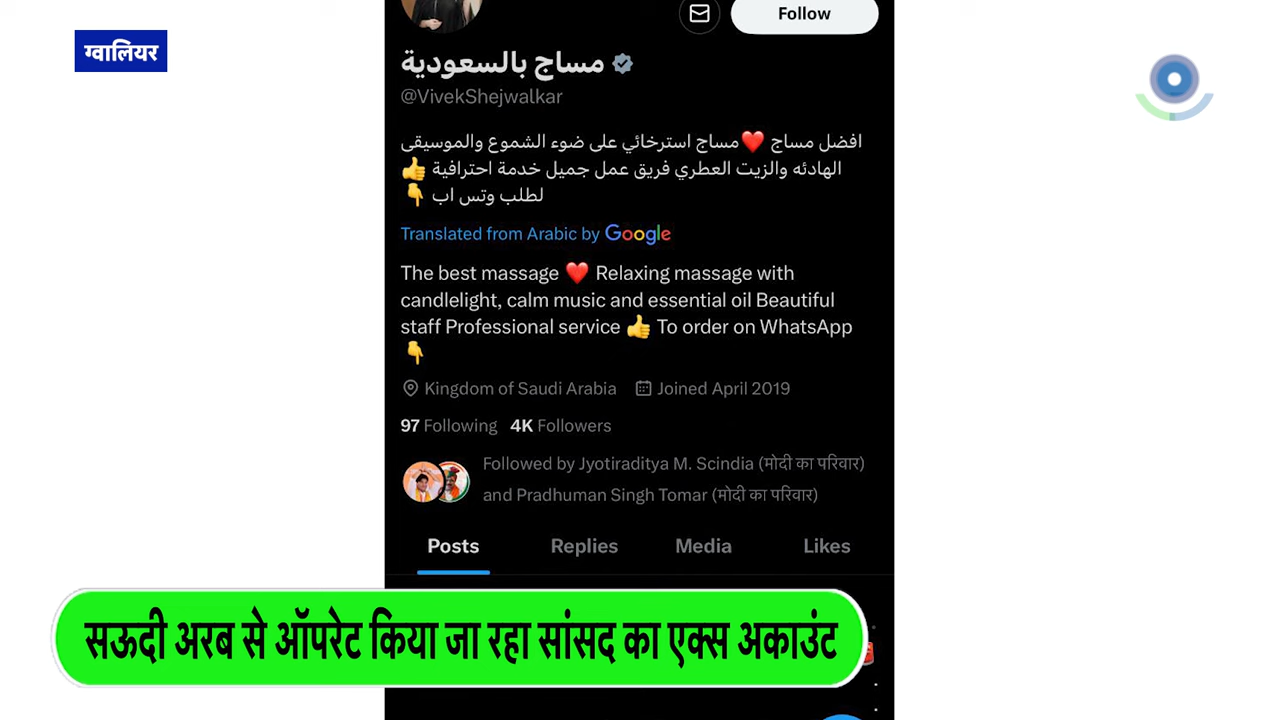 ग्वालियर
Follow
مساج بالسعودية
@VivekShejwalkar
افضل مساج ❤️مساج استرخائي على ضوء الشموع والموسيقى
الهادئه والزيت العطري فريق عمل جميل خدمة احترافية 👍
لطلب وتس اب 👇
Translated from Arabic by Google
The best massage ❤️ Relaxing massage with
candlelight, calm music and essential oil Beautiful
staff Professional service 👍 To order on WhatsApp
👇
Kingdom of Saudi Arabia Joined April 2019
97 Following 4K Followers
Followed by Jyotiraditya M. Scindia (मोदी का परिवार)
and Pradhuman Singh Tomar (मोदी का परिवार)
Posts Replies Media Likes
सऊदी अरब से ऑपरेट किया जा रहा सांसद का एक्स अकाउंट